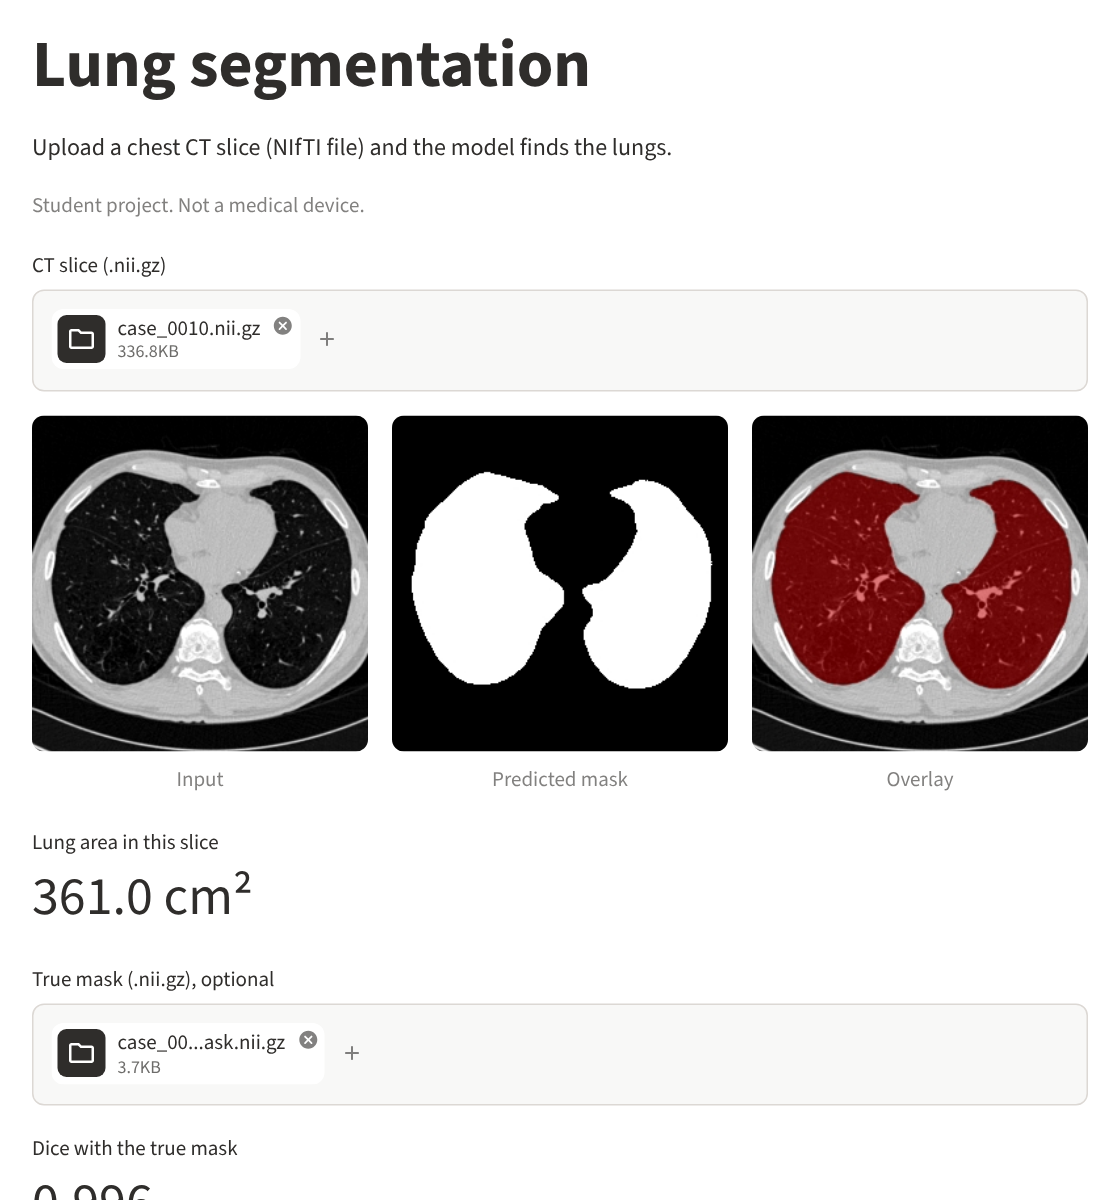 Lung segmentation
Upload a chest CT slice (NIfTI file) and the model finds the lungs.
Student project. Not a medical device.
CT slice (.nii.gz)
case_0010.nii.gz
336.8KB
Input
Predicted mask
Overlay
Lung area in this slice
361.0 cm²
True mask (.nii.gz), optional
case_00...ask.nii.gz
3.7KB
Dice with the true mask
0.996